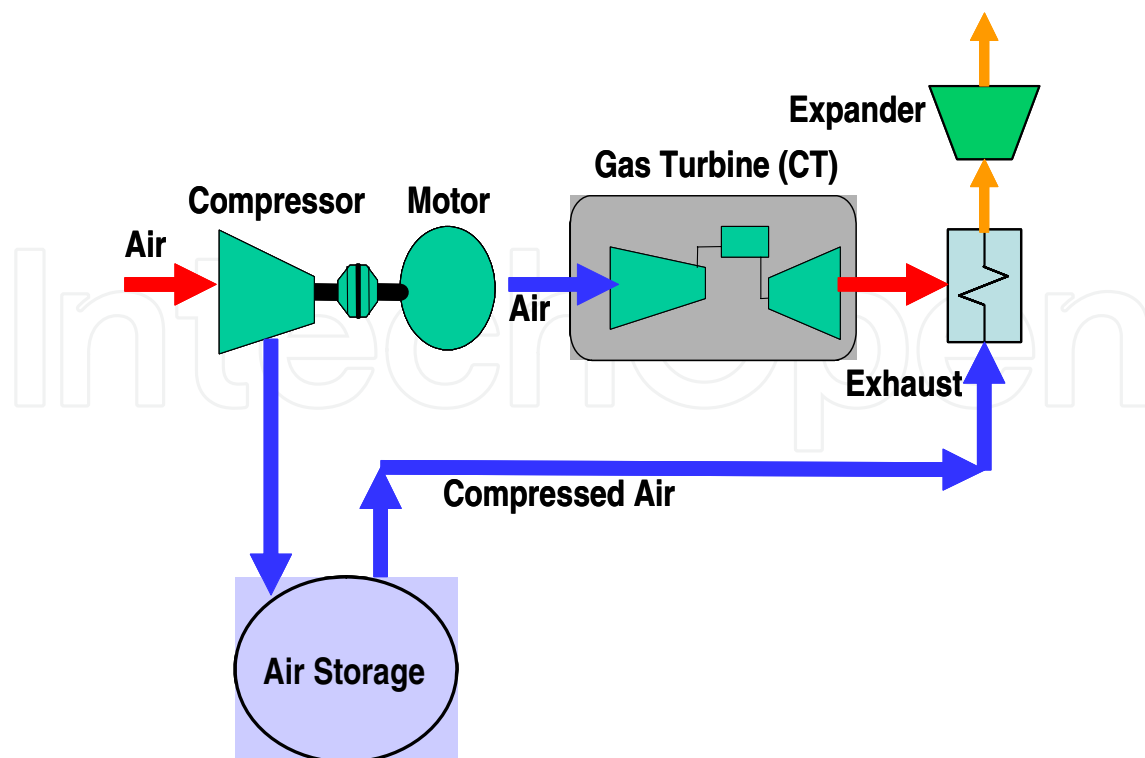 Expander
Gas Turbine (CT)
Compressor
Motor
Air
Air
Exhaust
Compressed Air
Air Storage
IntechOpen